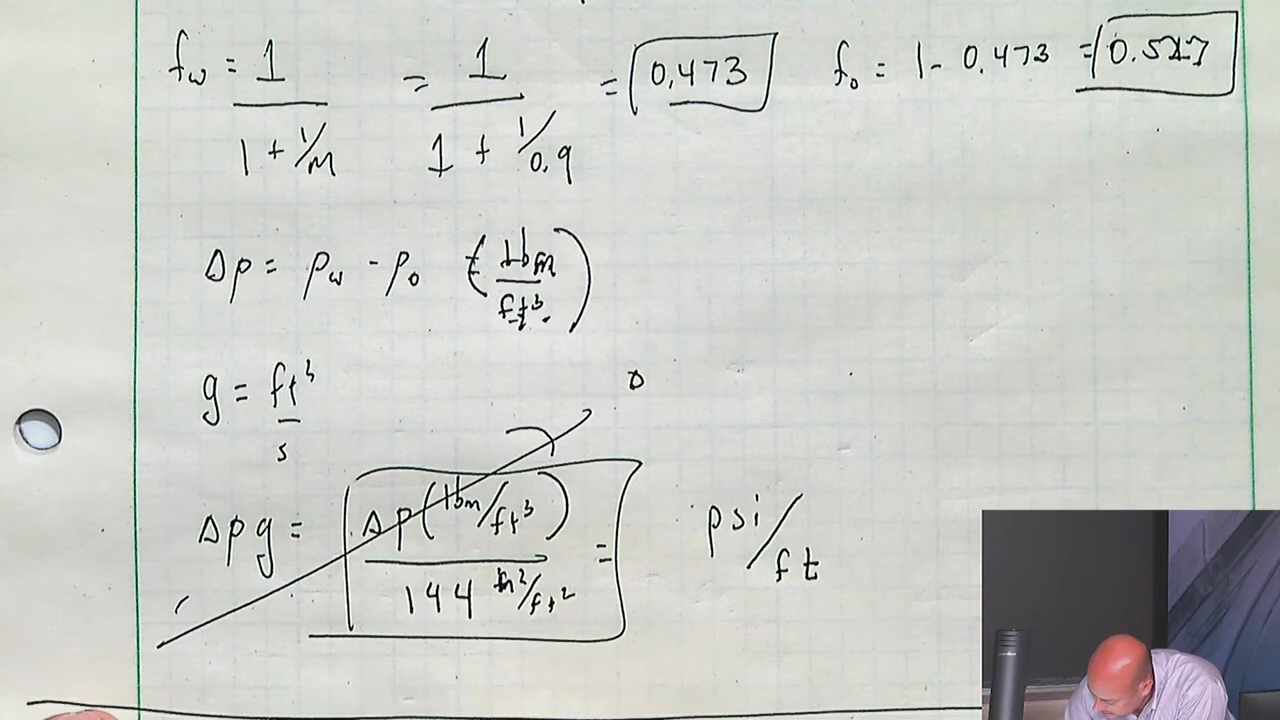 f_w = 1/(1 + 1/M) = 1/(1 + 1/0.9) = 0.473 f_o = 1 - 0.473 = 0.527
Δρ = ρ_w - ρ_o (lbm/ft³)
g = ft³/s
0
Δρg = Δρ(lbm/ft³)/144 in²/ft² = psi/ft